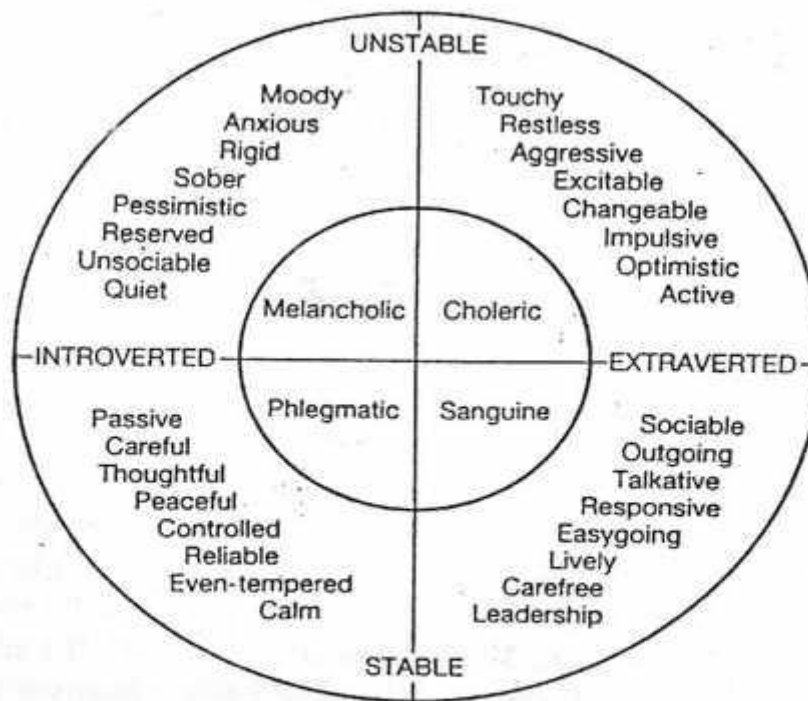 UNSTABLE
Moody
Anxious
Rigid
Sober
Pessimistic
Reserved
Unsociable
Quiet
Touchy
Restless
Aggressive
Excitable
Changeable
Impulsive
Optimistic
Active
Melancholic
Choleric
INTROVERTED
EXTRAVERTED
Phlegmatic
Sanguine
Passive
Careful
Thoughtful
Peaceful
Controlled
Reliable
Even-tempered
Calm
Sociable
Outgoing
Talkative
Responsive
Easygoing
Lively
Carefree
Leadership
STABLE